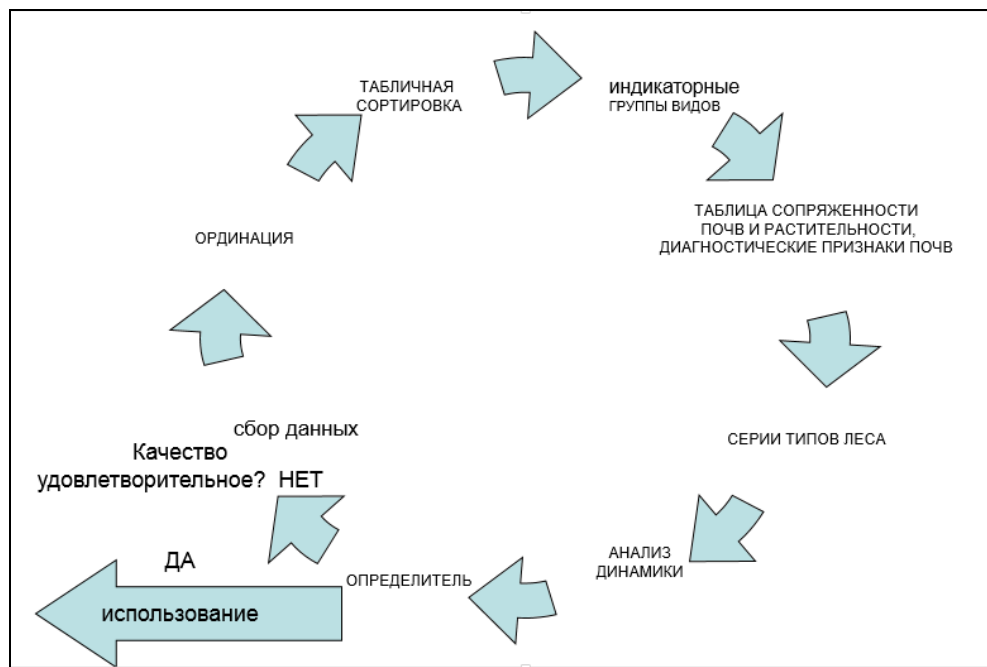 ТАБЛИЧНАЯ
СОРТИРОВКА
индикаторные
ГРУППЫ ВИДОВ
ТАБЛИЦА СОПРЯЖЕННОСТИ
ПОЧВ И РАСТИТЕЛЬНОСТИ,
ДИАГНОСТИЧЕСКИЕ ПРИЗНАКИ ПОЧВ
ОРДИНАЦИЯ
СЕРИИ ТИПОВ ЛЕСА
сбор данных
Качество
удовлетворительное? НЕТ
АНАЛИЗ
ДИНАМИКИ
ОПРЕДЕЛИТЕЛЬ
ДА
использование